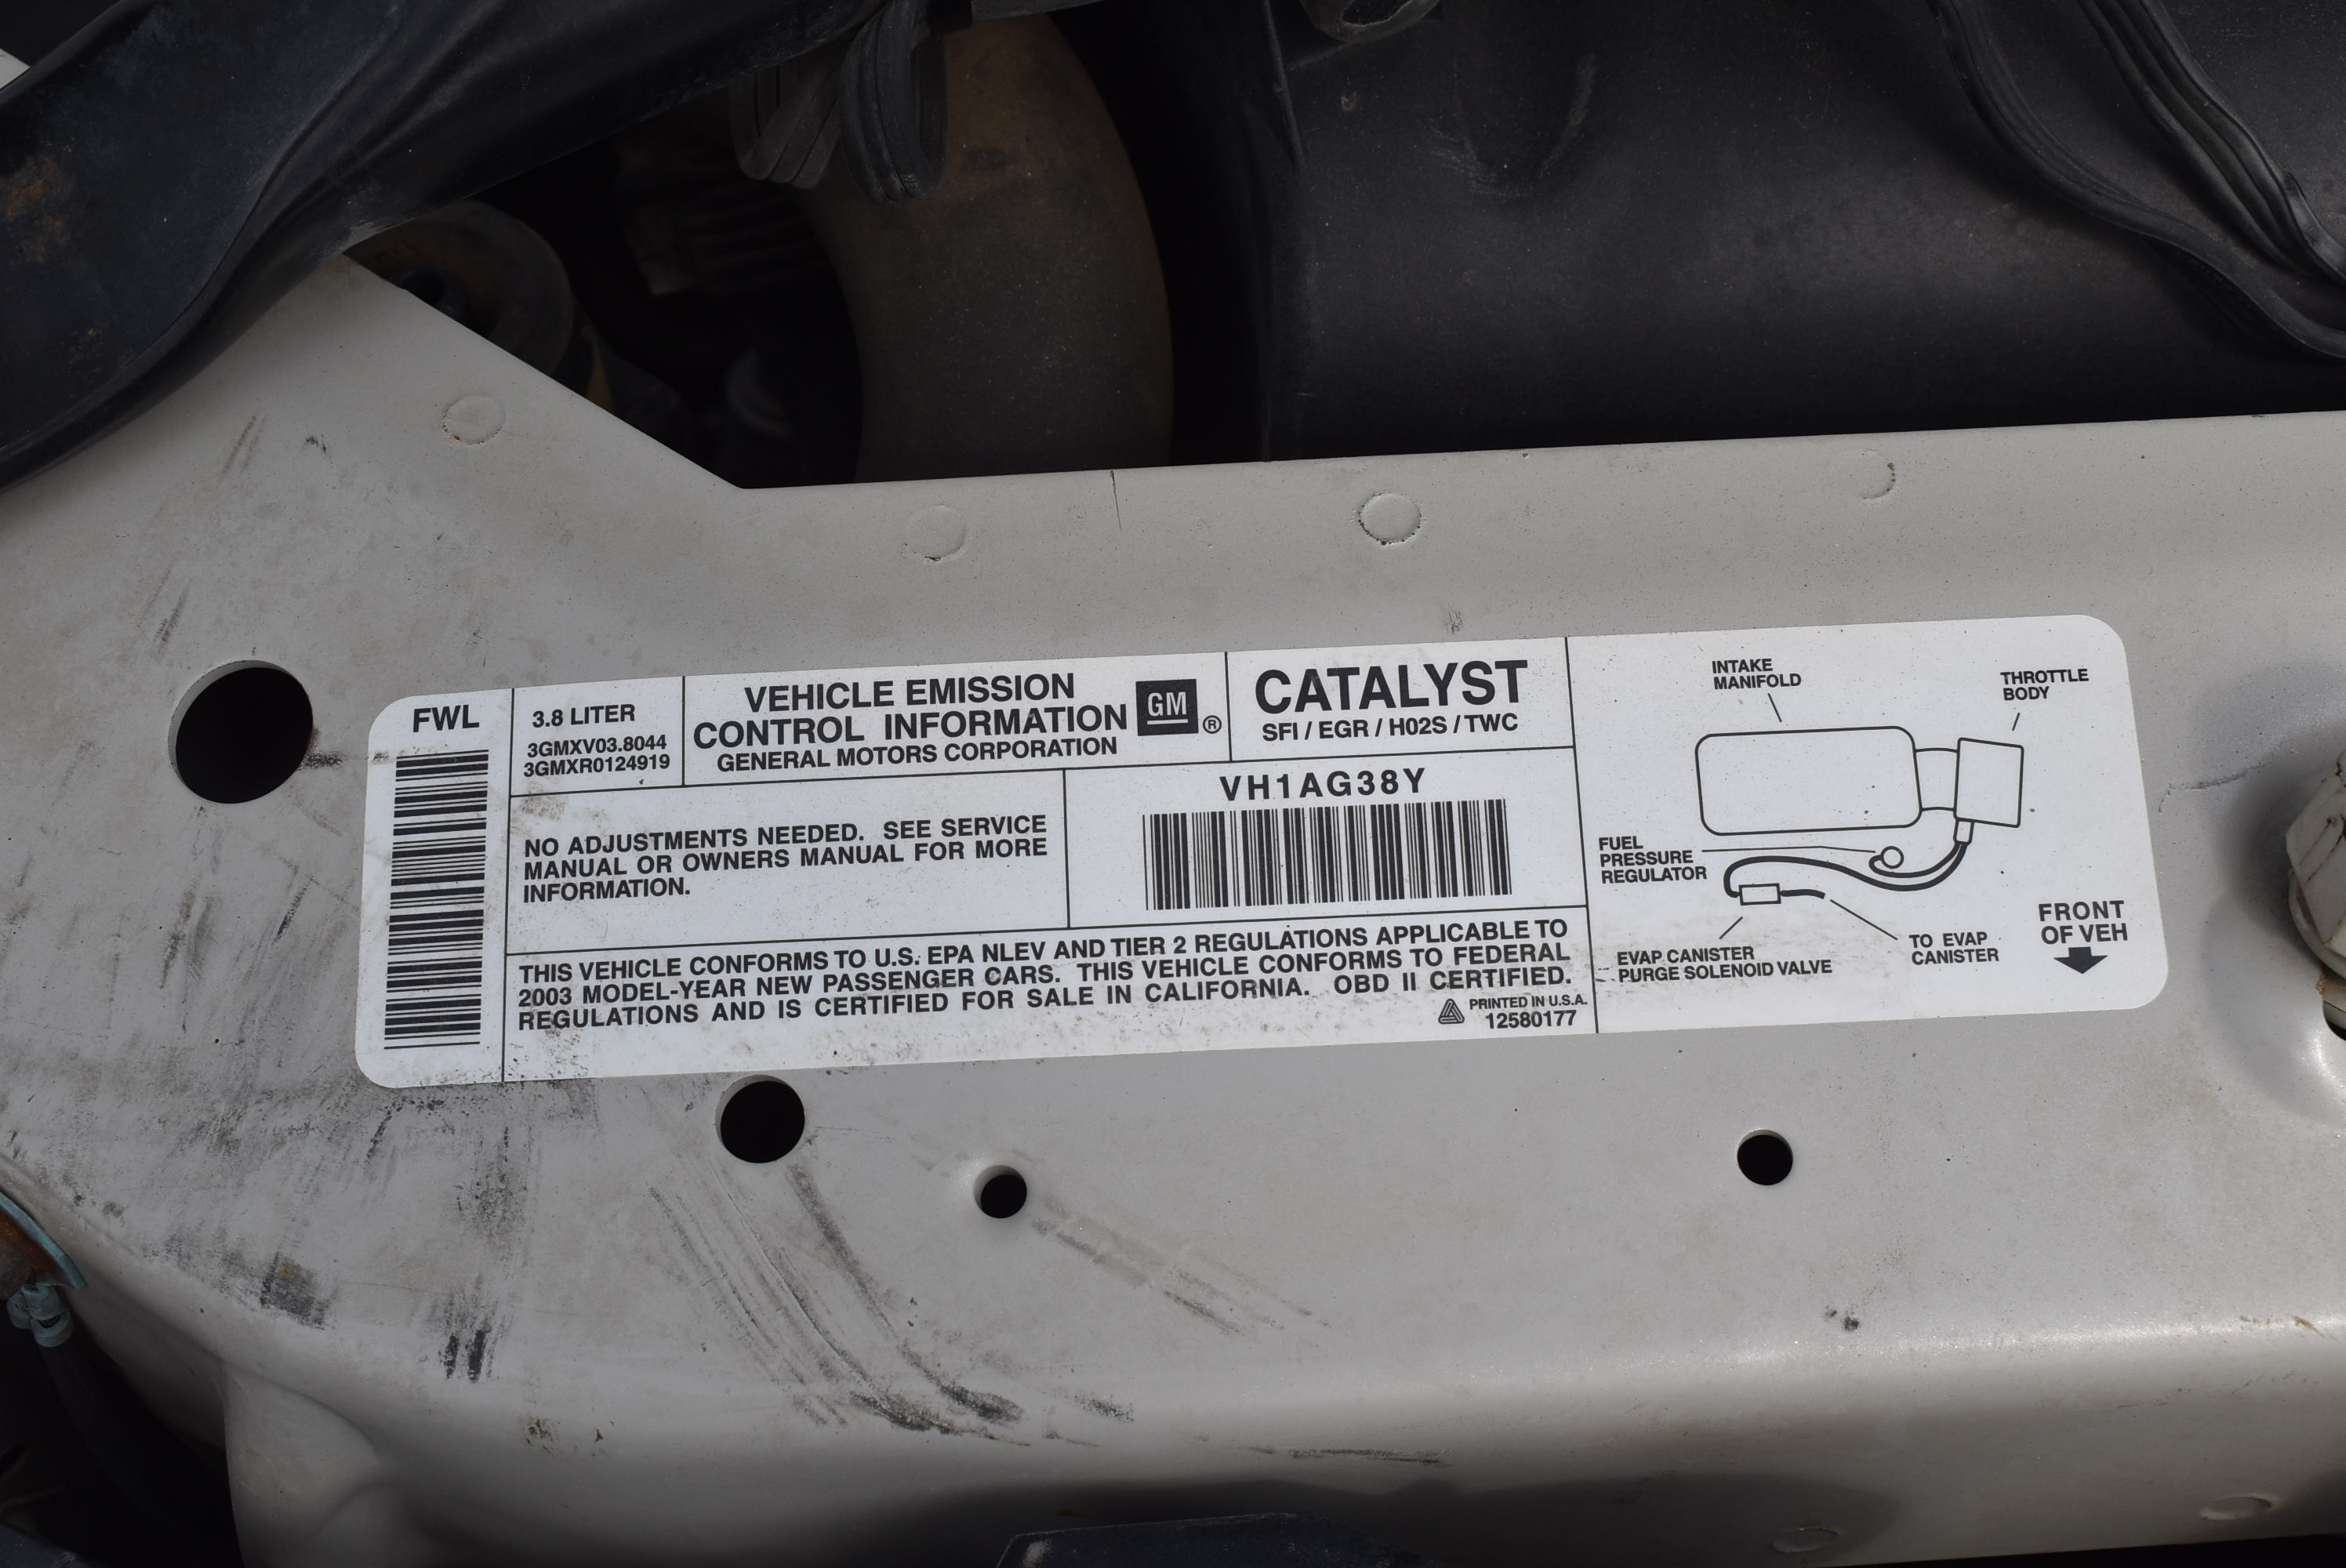 FWL
3.8 LITER
3GMXV03.8044
3GMXR0124919
VEHICLE EMISSION
CONTROL INFORMATION
GENERAL MOTORS CORPORATION
GM ®
CATALYST
SFI / EGR / H02S / TWC
NO ADJUSTMENTS NEEDED. SEE SERVICE
MANUAL OR OWNERS MANUAL FOR MORE
INFORMATION.
VH1AG38Y
THIS VEHICLE CONFORMS TO U.S. EPA NLEV AND TIER 2 REGULATIONS APPLICABLE TO
2003 MODEL-YEAR NEW PASSENGER CARS. THIS VEHICLE CONFORMS TO FEDERAL
REGULATIONS AND IS CERTIFIED FOR SALE IN CALIFORNIA. OBD II CERTIFIED.
PRINTED IN U.S.A.
12580177
INTAKE
MANIFOLD
THROTTLE
BODY
FUEL
PRESSURE
REGULATOR
EVAP CANISTER
PURGE SOLENOID VALVE
TO EVAP
CANISTER
FRONT
OF VEH